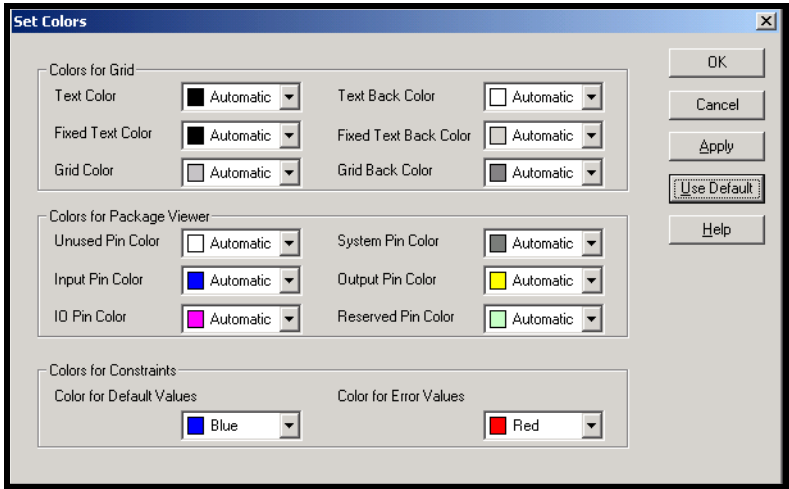 Set Colors
Colors for Grid
Text Color Automatic Text Back Color Automatic
Fixed Text Color Automatic Fixed Text Back Color Automatic
Grid Color Automatic Grid Back Color Automatic
Colors for Package Viewer
Unused Pin Color Automatic System Pin Color Automatic
Input Pin Color Automatic Output Pin Color Automatic
IO Pin Color Automatic Reserved Pin Color Automatic
Colors for Constraints
Color for Default Values Color for Error Values
Blue Red
OK
Cancel
Apply
Use Default
Help